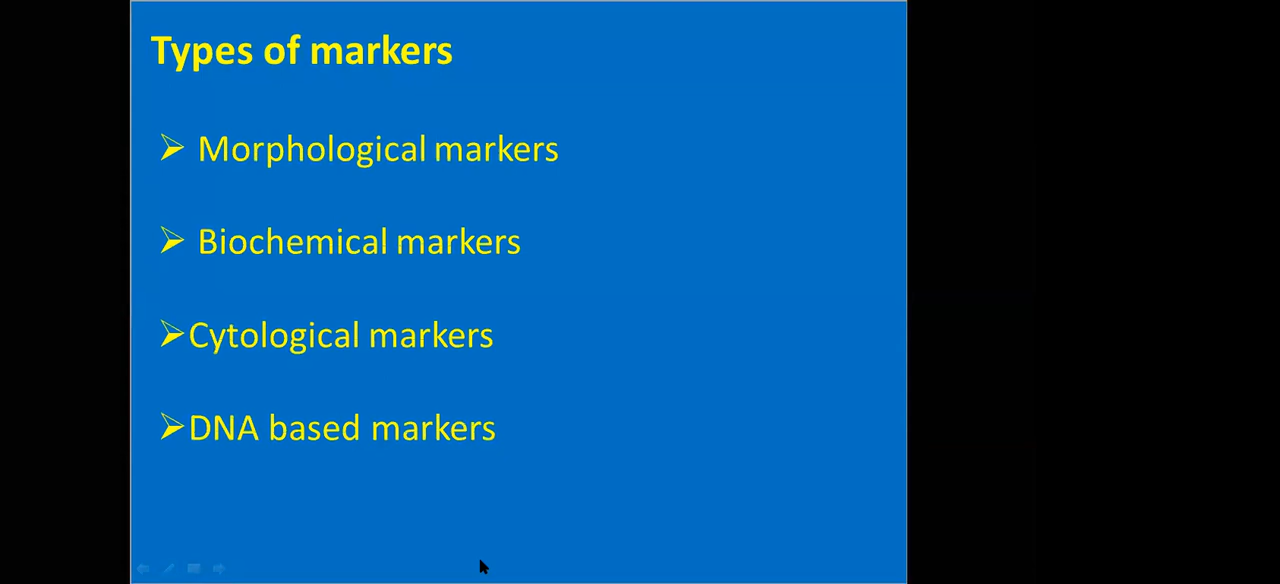 Types of markers
➢ Morphological markers
➢ Biochemical markers
➢Cytological markers
➢DNA based markers